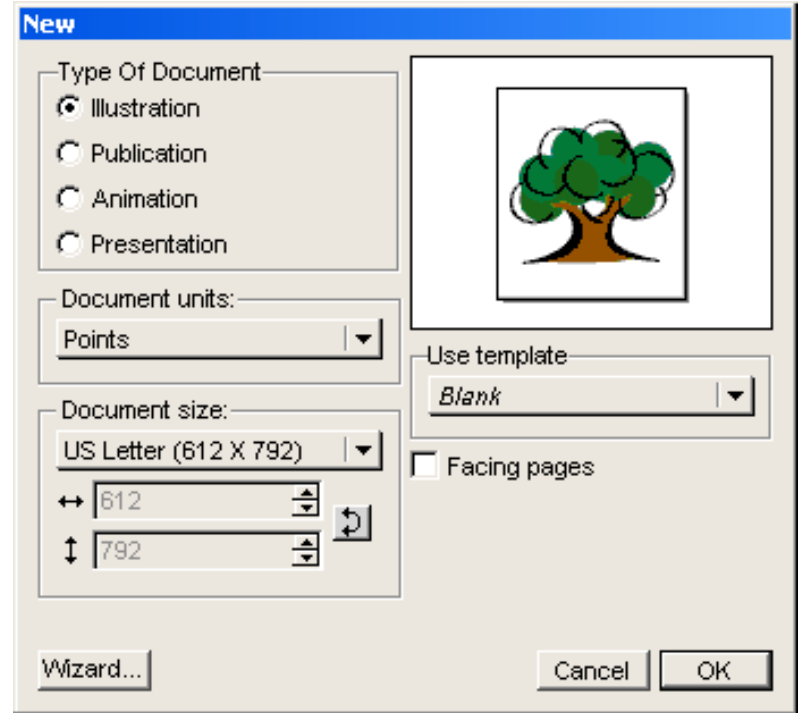 New
Type Of Document
Illustration
Publication
Animation
Presentation
Document units:
Points
Document size:
US Letter (612 X 792)
612
792
Use template
Blank
Facing pages
Wizard...
Cancel
OK